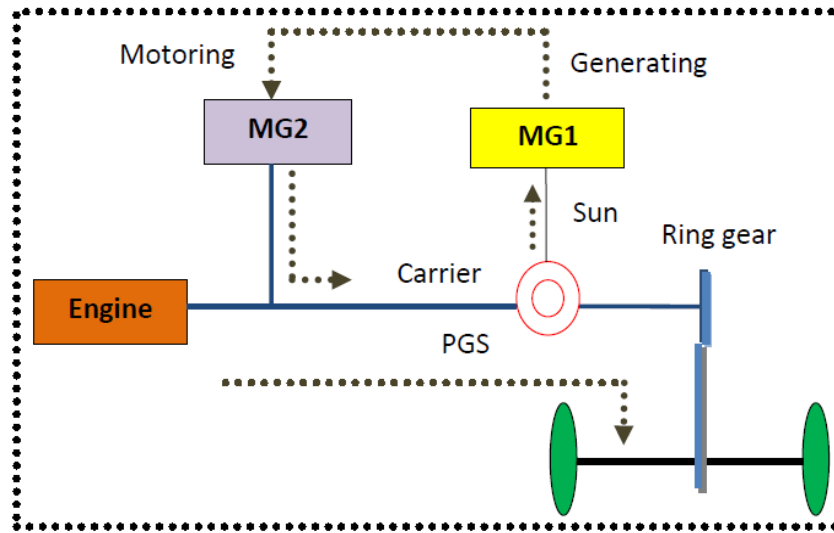 Motoring
Generating
MG2
MG1
Sun
Ring gear
Carrier
Engine
PGS